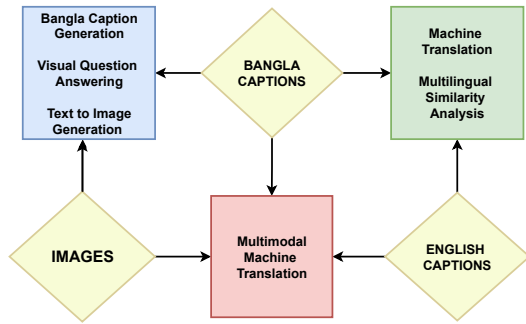 Bangla Caption
Generation
Visual Question
Answering
Text to Image
Generation
BANGLA
CAPTIONS
Machine
Translation
Multilingual
Similarity
Analysis
IMAGES
Multimodal
Machine
Translation
ENGLISH
CAPTIONS